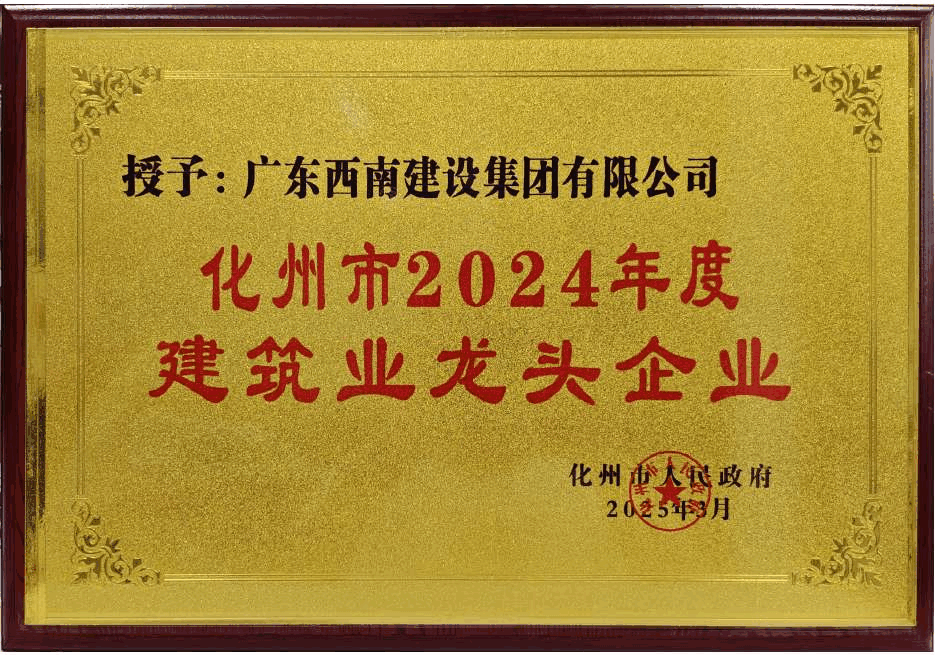 授予：广东西南建设集团有限公司
化州市2024年度
建筑业龙头企业
化州市人民政府
2025年3月